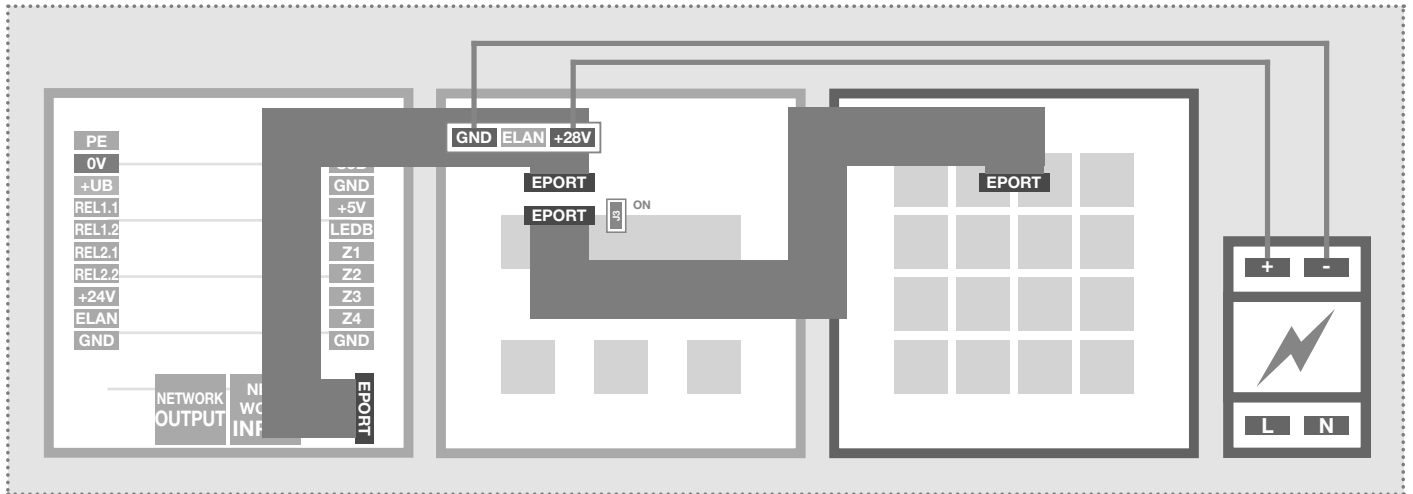 GND ELAN +28V
PE
0V
+UB
REL1.1
REL1.2
REL2.1
REL2.2
+24V
ELAN
GND
GND
+5V
LEDB
Z1
Z2
Z3
Z4
GND
NETWORK
OUTPUT
EPORT
EPORT
EPORT
J3
ON
EPORT
+ -
L N